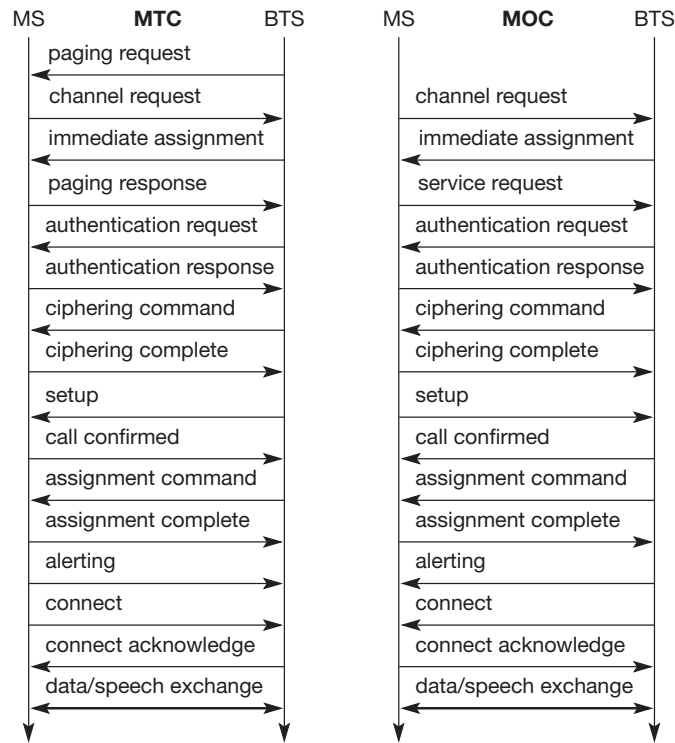 MS MTC BTS
paging request
channel request
immediate assignment
paging response
authentication request
authentication response
ciphering command
ciphering complete
setup
call confirmed
assignment command
assignment complete
alerting
connect
connect acknowledge
data/speech exchange
MS MOC BTS
channel request
immediate assignment
service request
authentication request
authentication response
ciphering command
ciphering complete
setup
call confirmed
assignment command
assignment complete
alerting
connect
connect acknowledge
data/speech exchange